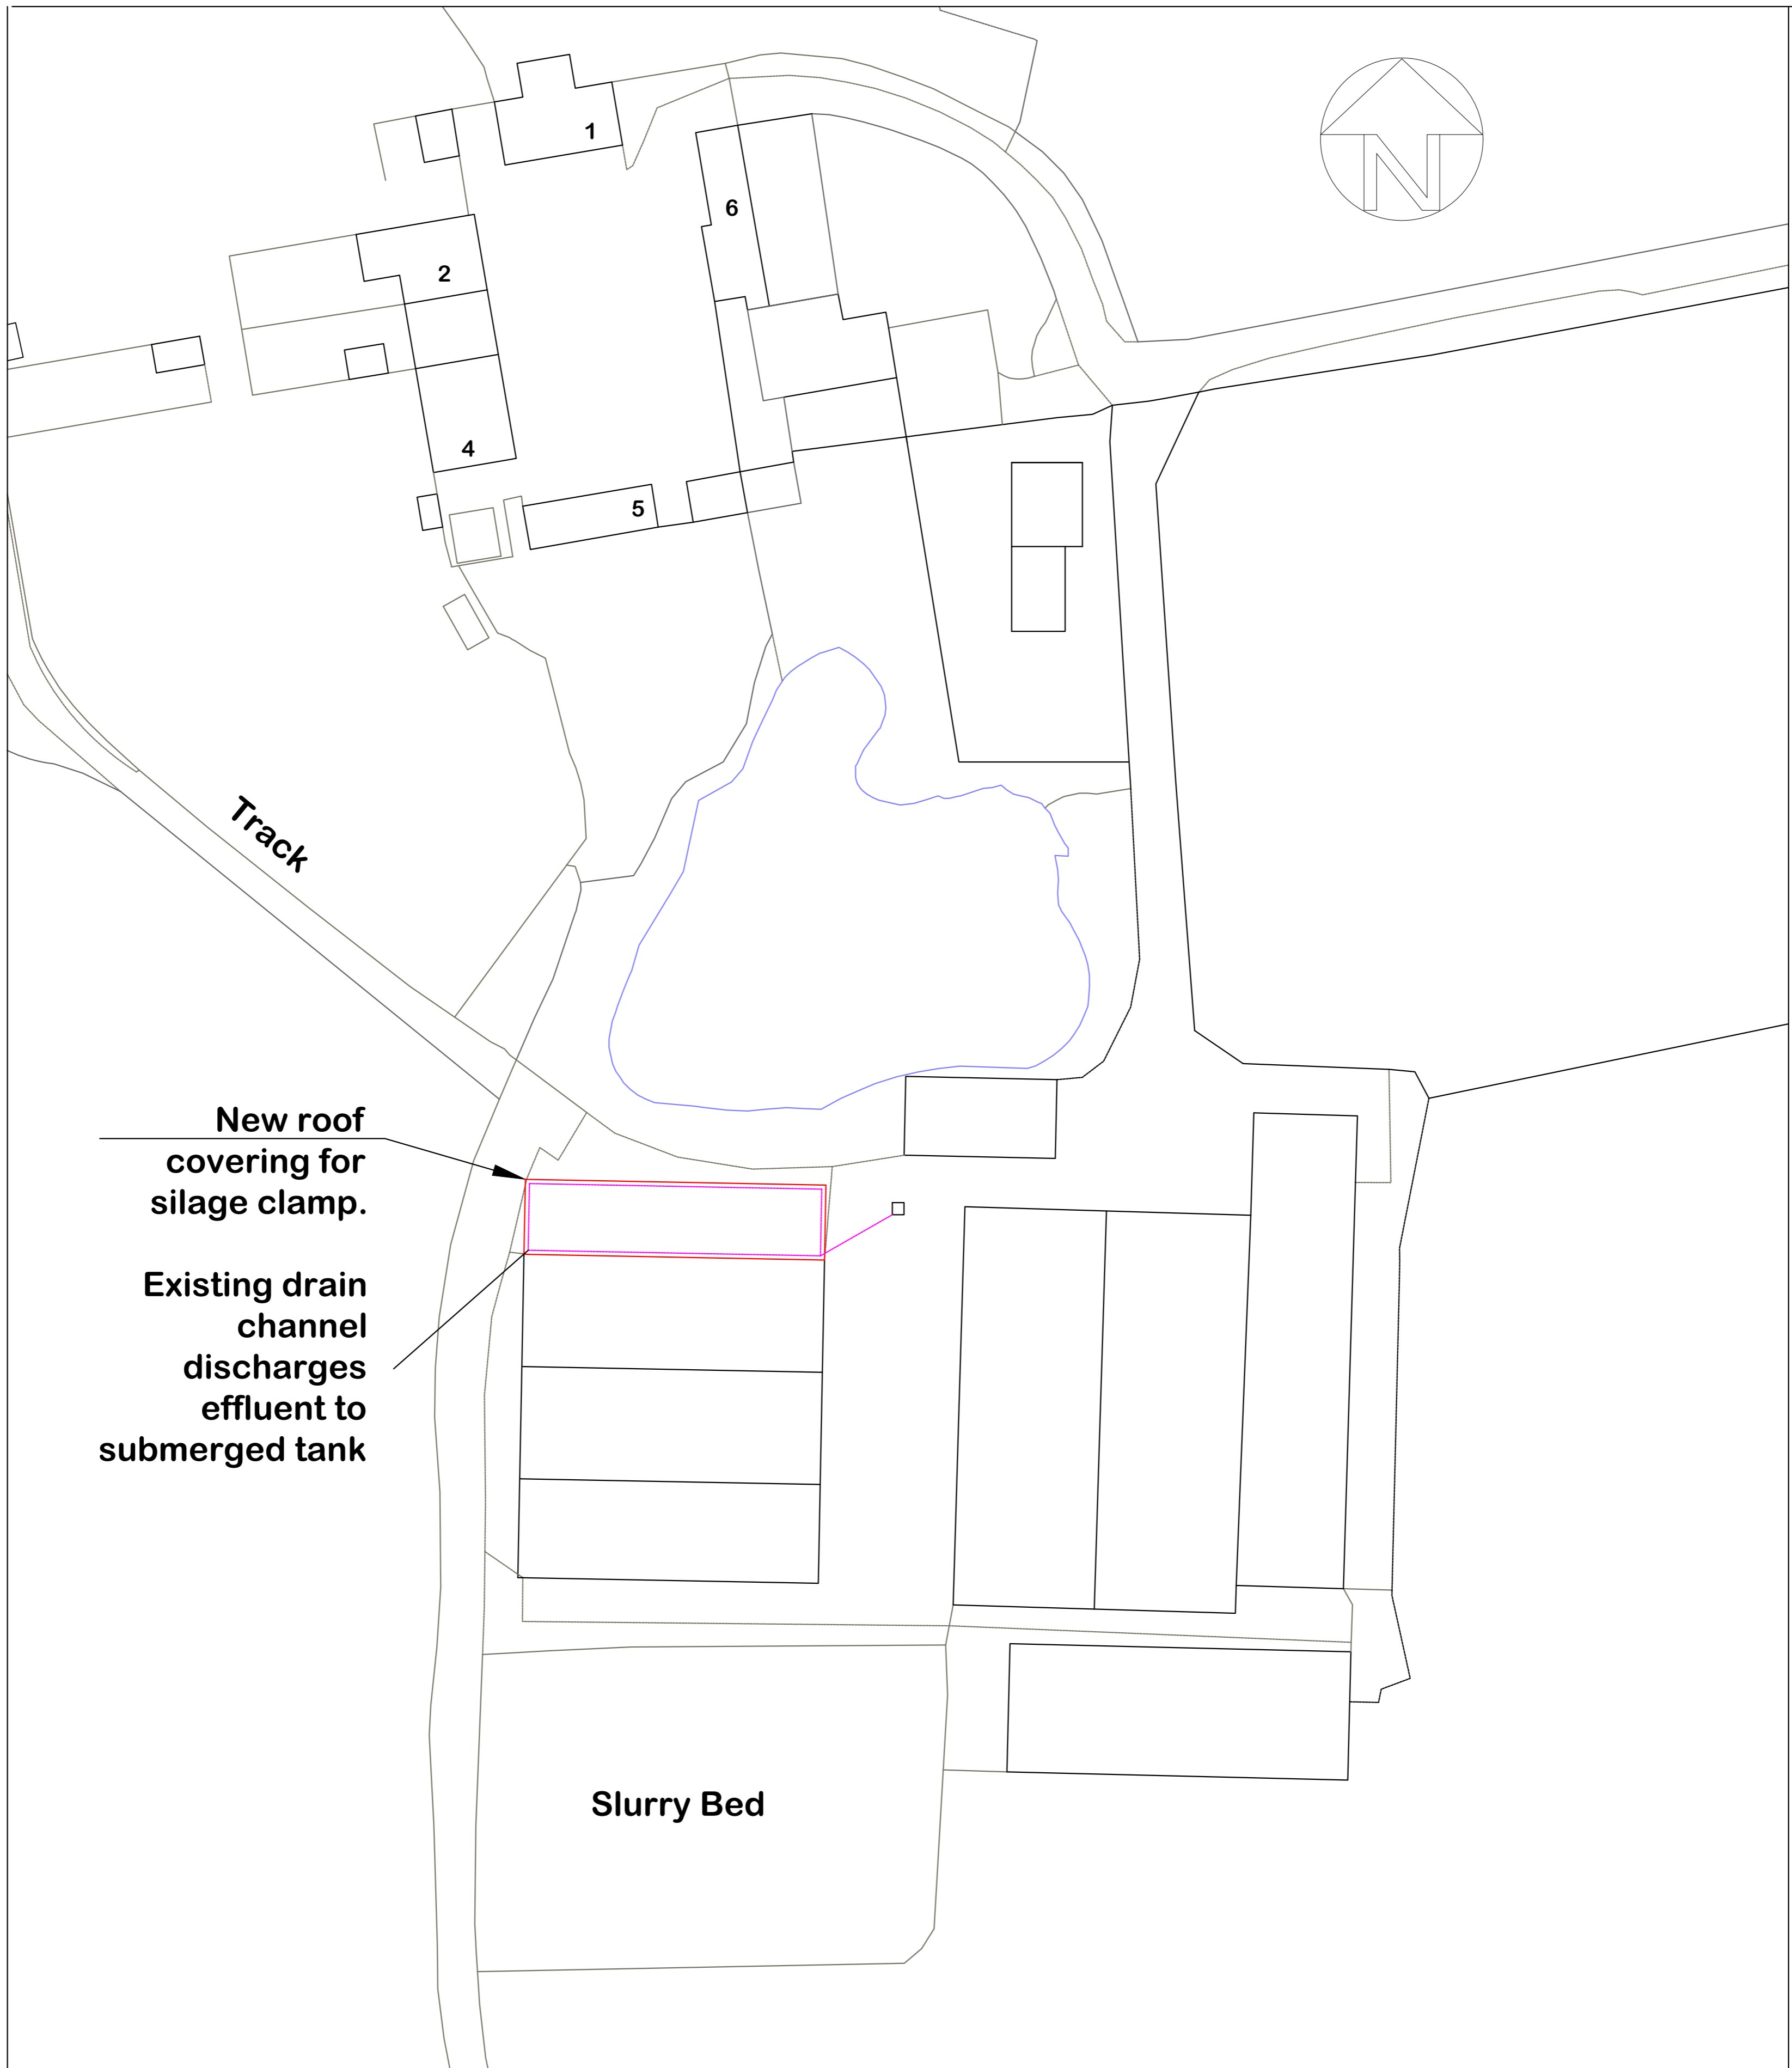 1
N
6
2
4
5
Track
New roof
covering for
silage clamp.
Existing drain
channel
discharges
effluent to
submerged tank
Slurry Bed